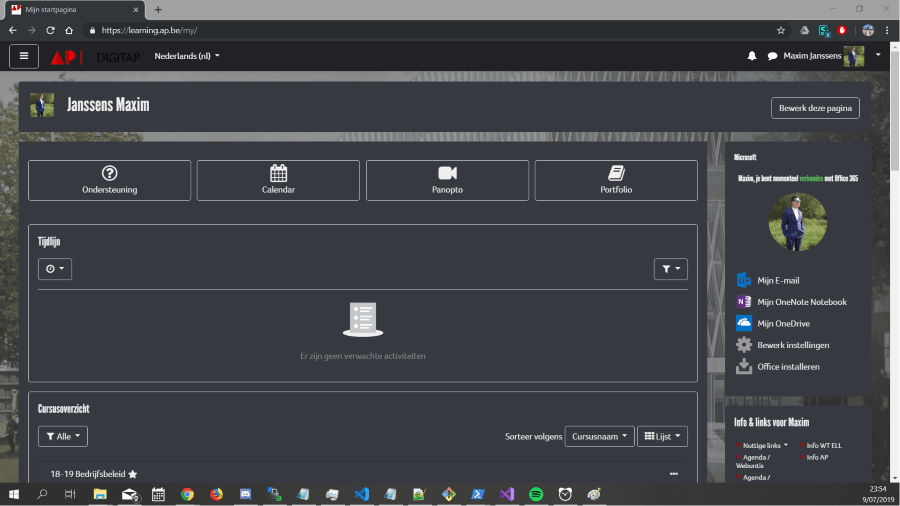 Mijn startpagina
https://learning.ap.be/my/
AP DIGITAP Nederlands (nl) Maxim Janssens
Janssens Maxim
Bewerk deze pagina
Ondersteuning Calendar Panopto Portfolio
Tijdlijn
Er zijn geen verwachte activiteiten
Cursusoverzicht
Alle Sorteer volgens Cursusnaam Lijst
18-19 Bedrijfsbeleid
Microsoft
Maxim, je bent momenteel verbonden met Office 365
Mijn E-mail
Mijn OneNote Notebook
Mijn OneDrive
Bewerk instellingen
Office installeren
Info & links voor Maxim
Nuttige links Info WT ELL
Agenda / Info AP
Webuntis
Agenda /
23:54
9/07/2019